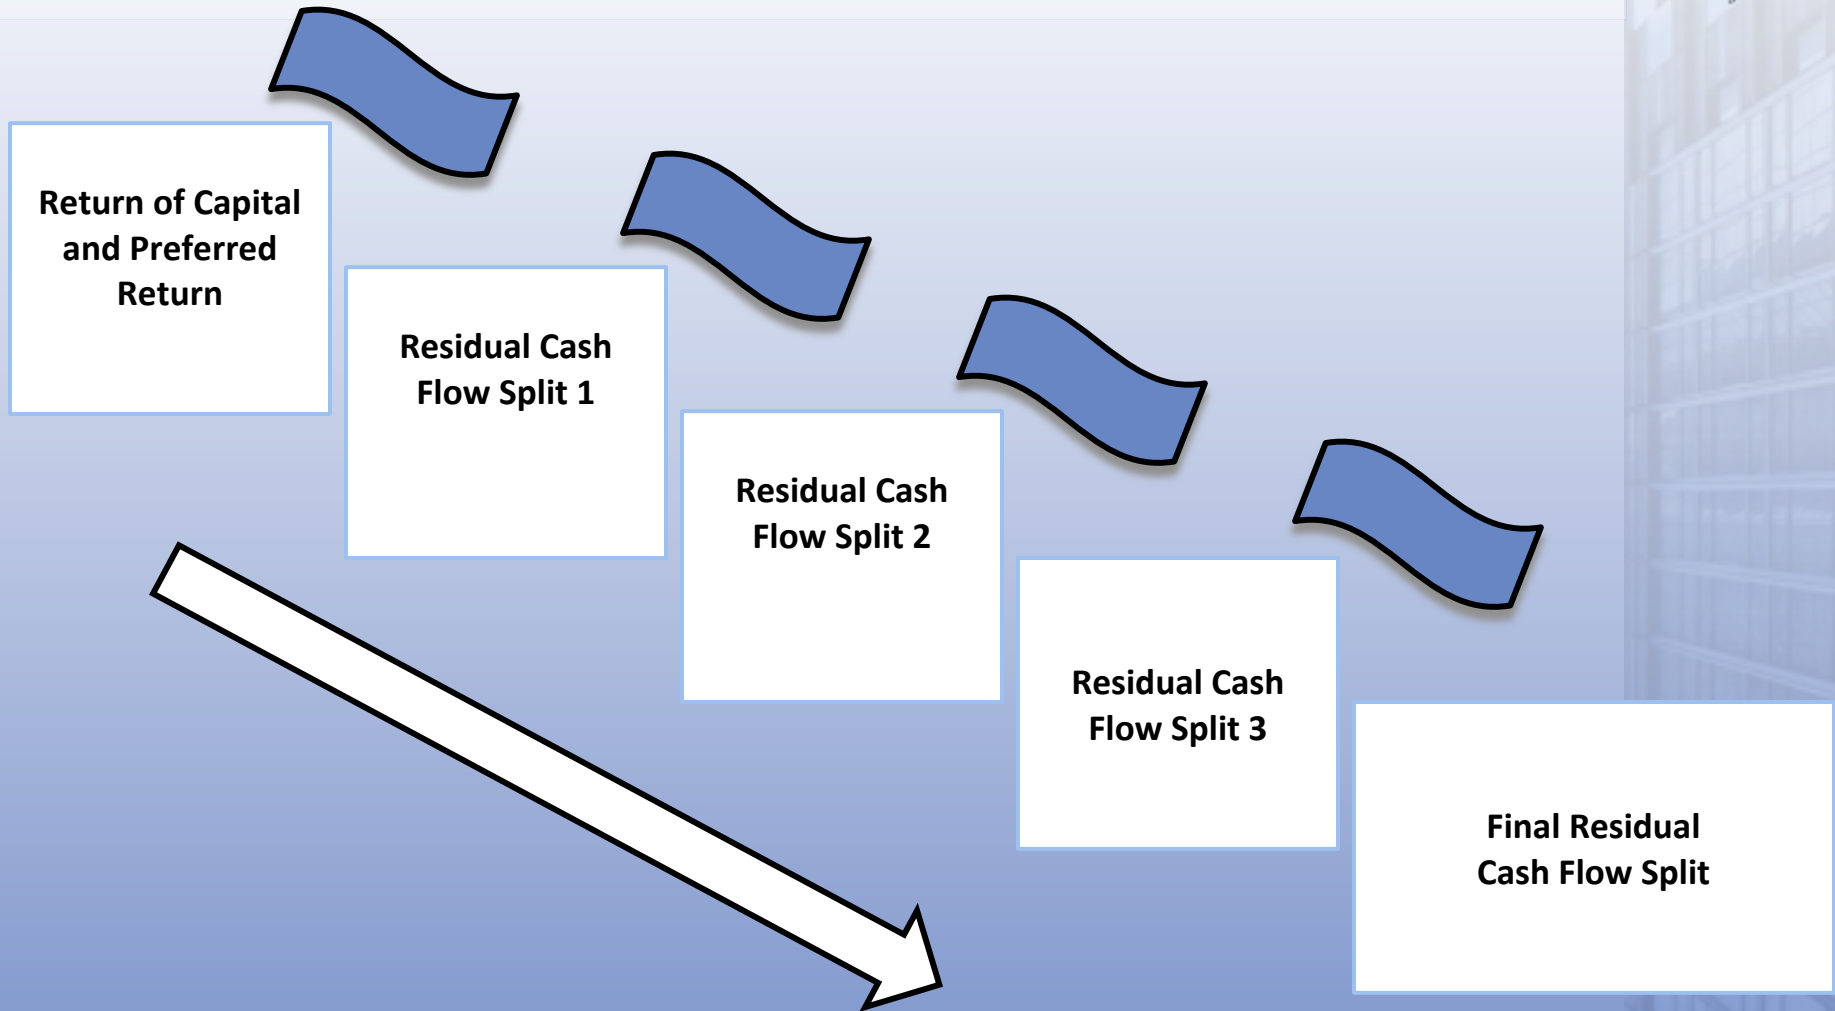 Return of Capital
and Preferred
Return
Residual Cash
Flow Split 1
Residual Cash
Flow Split 2
Residual Cash
Flow Split 3
Final Residual
Cash Flow Split